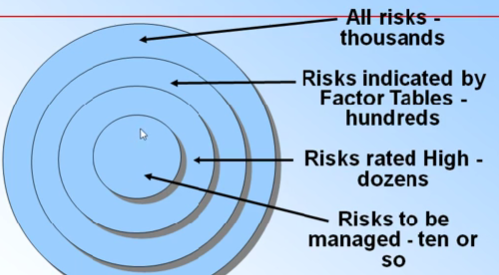 All risks -
thousands
Risks indicated by
Factor Tables -
hundreds
Risks rated High -
dozens
Risks to be
managed - ten or
so